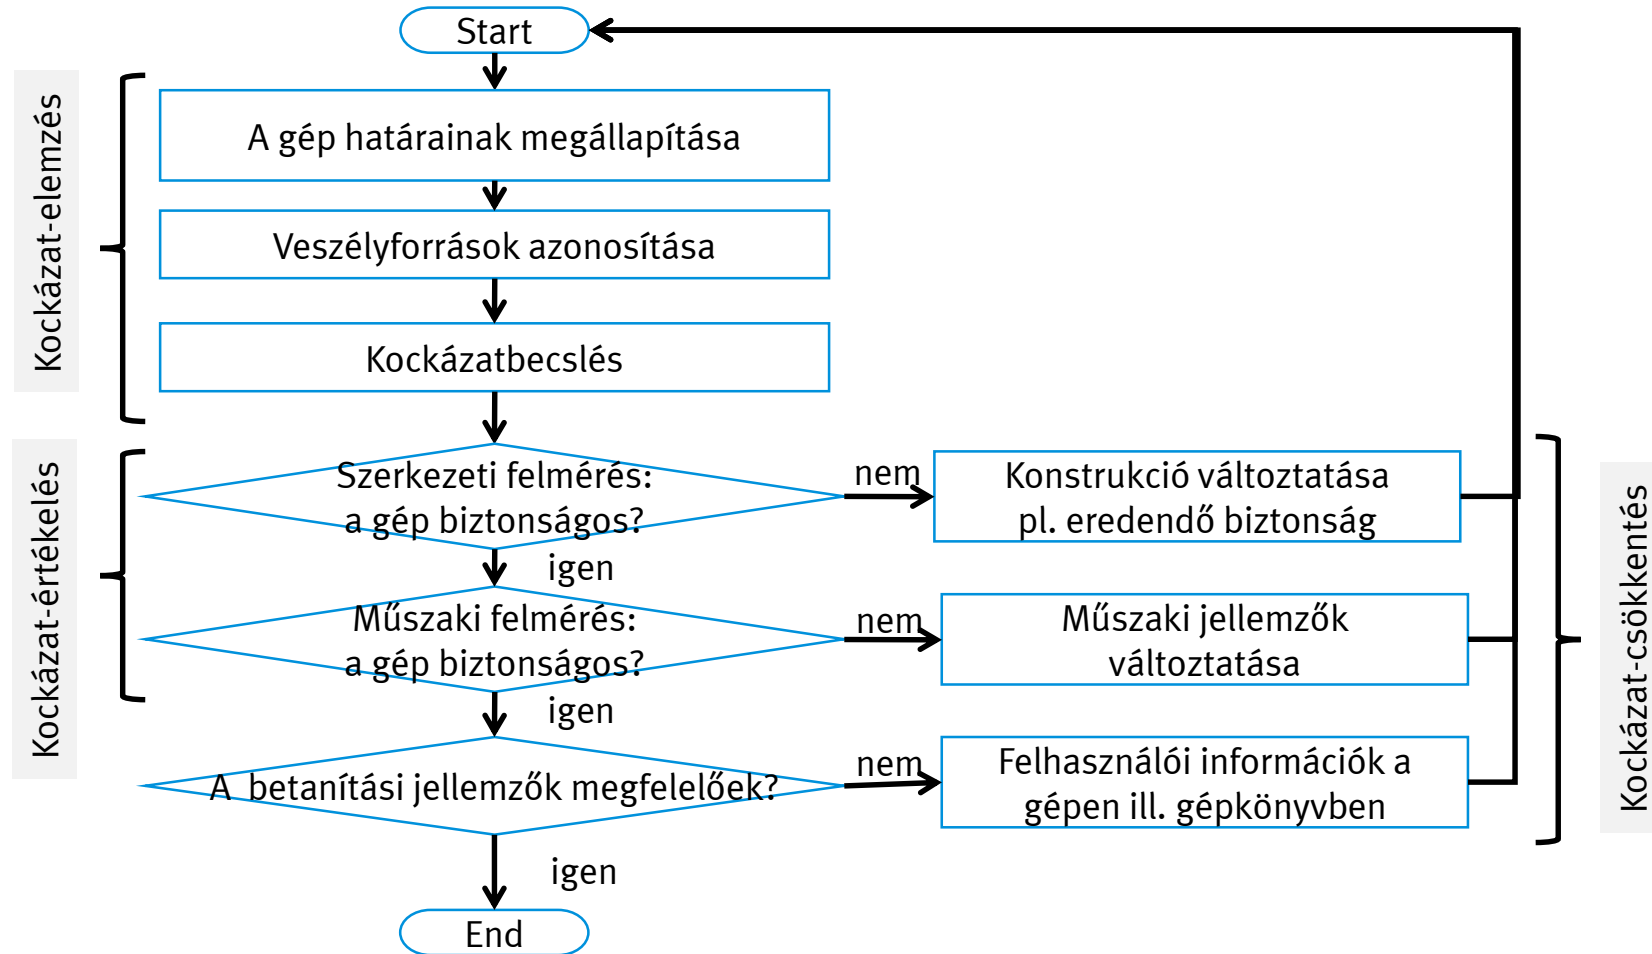 Start
Kockázat-elemzés
A gép határainak megállapítása
Veszélyforrások azonosítása
Kockázatbecslés
Kockázat-értékelés
Szerkezeti felmérés:
a gép biztonságos?
nem
Konstrukció változtatása
pl. eredendő biztonság
igen
Műszaki felmérés:
a gép biztonságos?
nem
Műszaki jellemzők
változtatása
igen
A betanítási jellemzők megfelelőek?
nem
Felhasználói információk a
gépen ill. gépkönyvben
Kockázat-csökkentés
igen
End